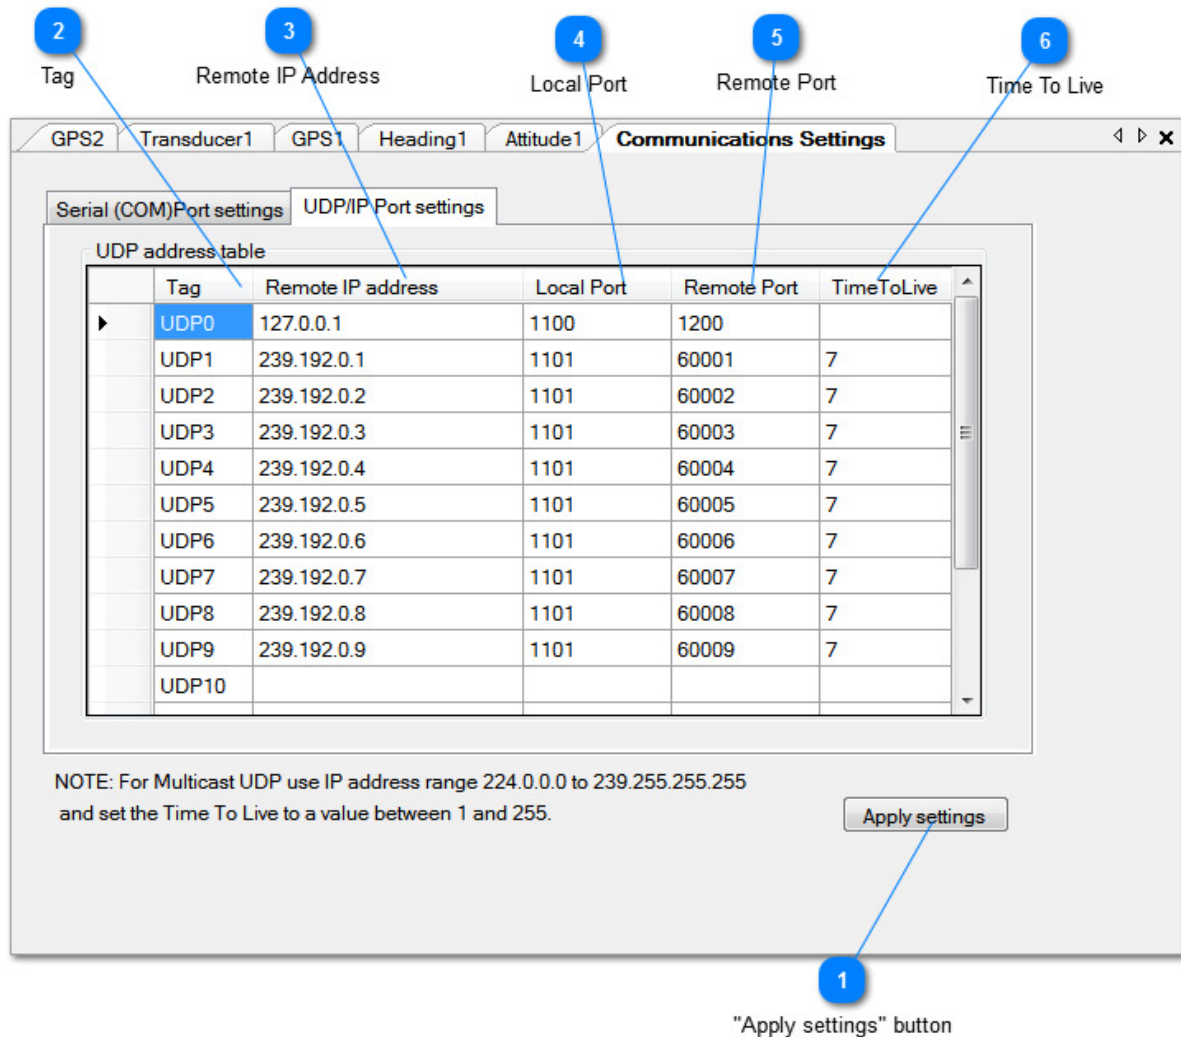 2 3 4 5 6
Tag Remote IP Address Local Port Remote Port Time To Live
GPS2 Transducer1 GPS1 Heading1 Attitude1 Communications Settings
Serial (COM)Port settings UDP/IP Port settings
UDP address table
Tag Remote IP address Local Port Remote Port TimeToLive
UDP0 127.0.0.1 1100 1200
UDP1 239.192.0.1 1101 60001 7
UDP2 239.192.0.2 1101 60002 7
UDP3 239.192.0.3 1101 60003 7
UDP4 239.192.0.4 1101 60004 7
UDP5 239.192.0.5 1101 60005 7
UDP6 239.192.0.6 1101 60006 7
UDP7 239.192.0.7 1101 60007 7
UDP8 239.192.0.8 1101 60008 7
UDP9 239.192.0.9 1101 60009 7
UDP10
NOTE: For Multicast UDP use IP address range 224.0.0.0 to 239.255.255.255
and set the Time To Live to a value between 1 and 255.
Apply settings
1
"Apply settings" button